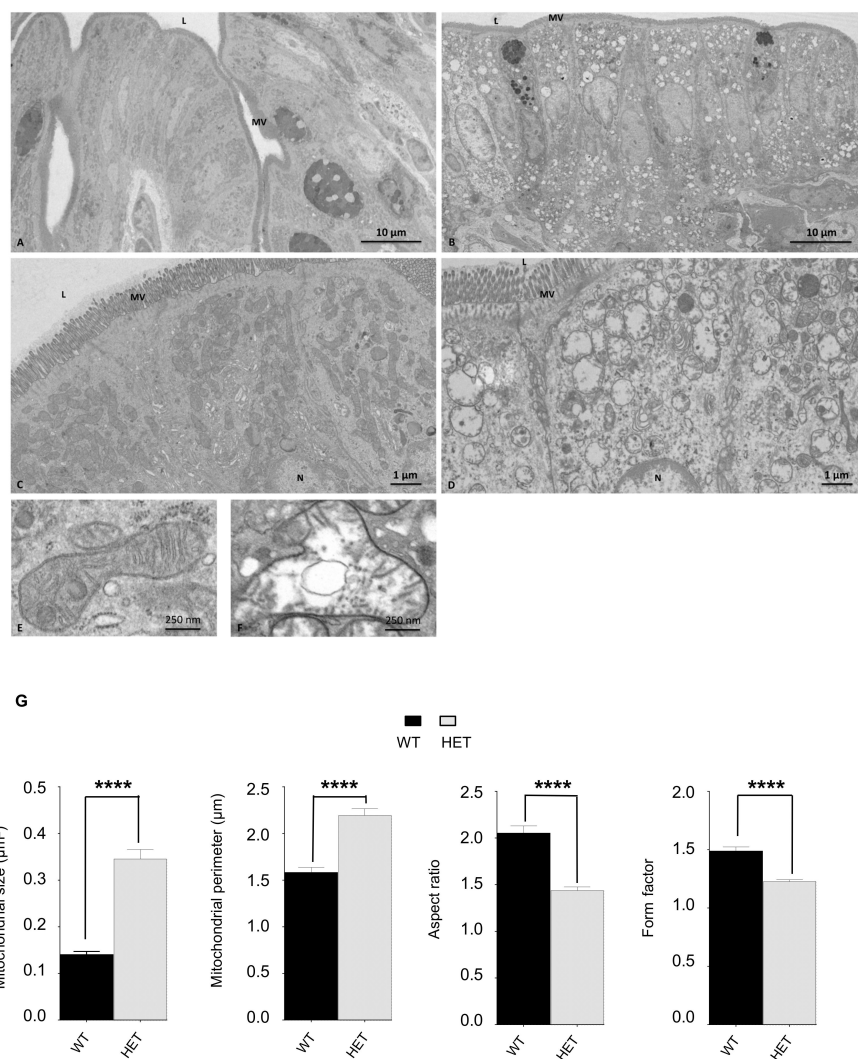 L
MV
A
10 µm
L
MV
B
10 µm
L
MV
C
N
1 µm
L
MV
D
N
1 µm
E
250 nm
F
250 nm
G
WT HET
****
0.5
0.4
0.3
0.2
0.1
0.0
WT
HET
****
Mitochondrial perimeter (µm)
2.5
2.0
1.5
1.0
0.5
0.0
WT
HET
****
Aspect ratio
2.5
2.0
1.5
1.0
0.5
0.0
WT
HET
****
Form factor
2.0
1.5
1.0
0.5
0.0
WT
HET